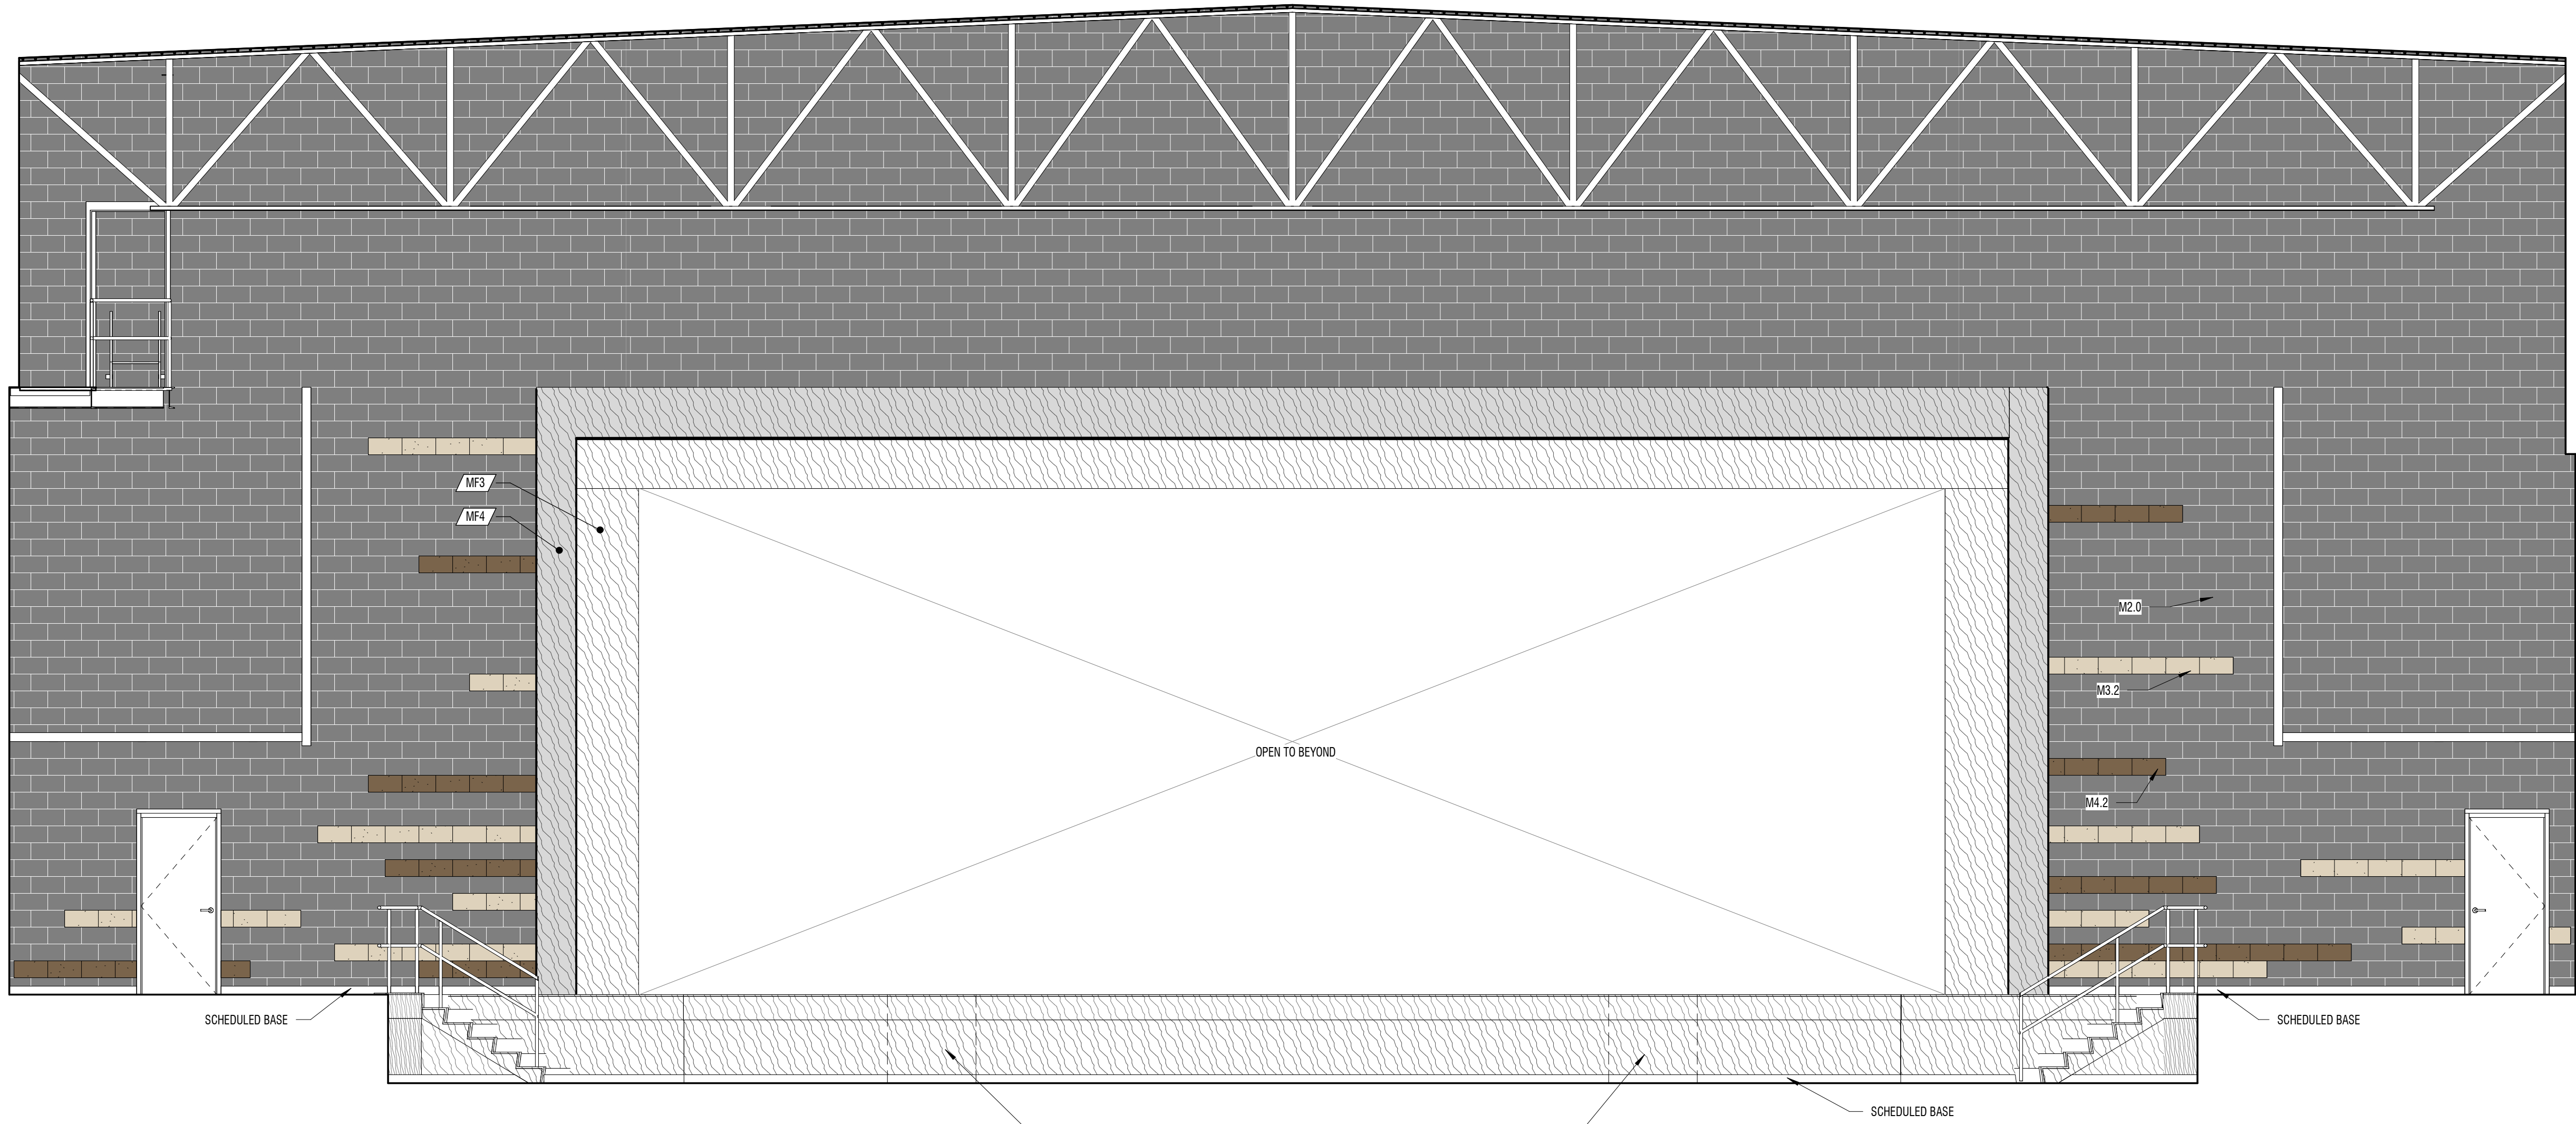 MF3
MF4
M2.0
M3.2
OPEN TO BEYOND
M4.2
SCHEDULED BASE
SCHEDULED BASE
SCHEDULED BASE